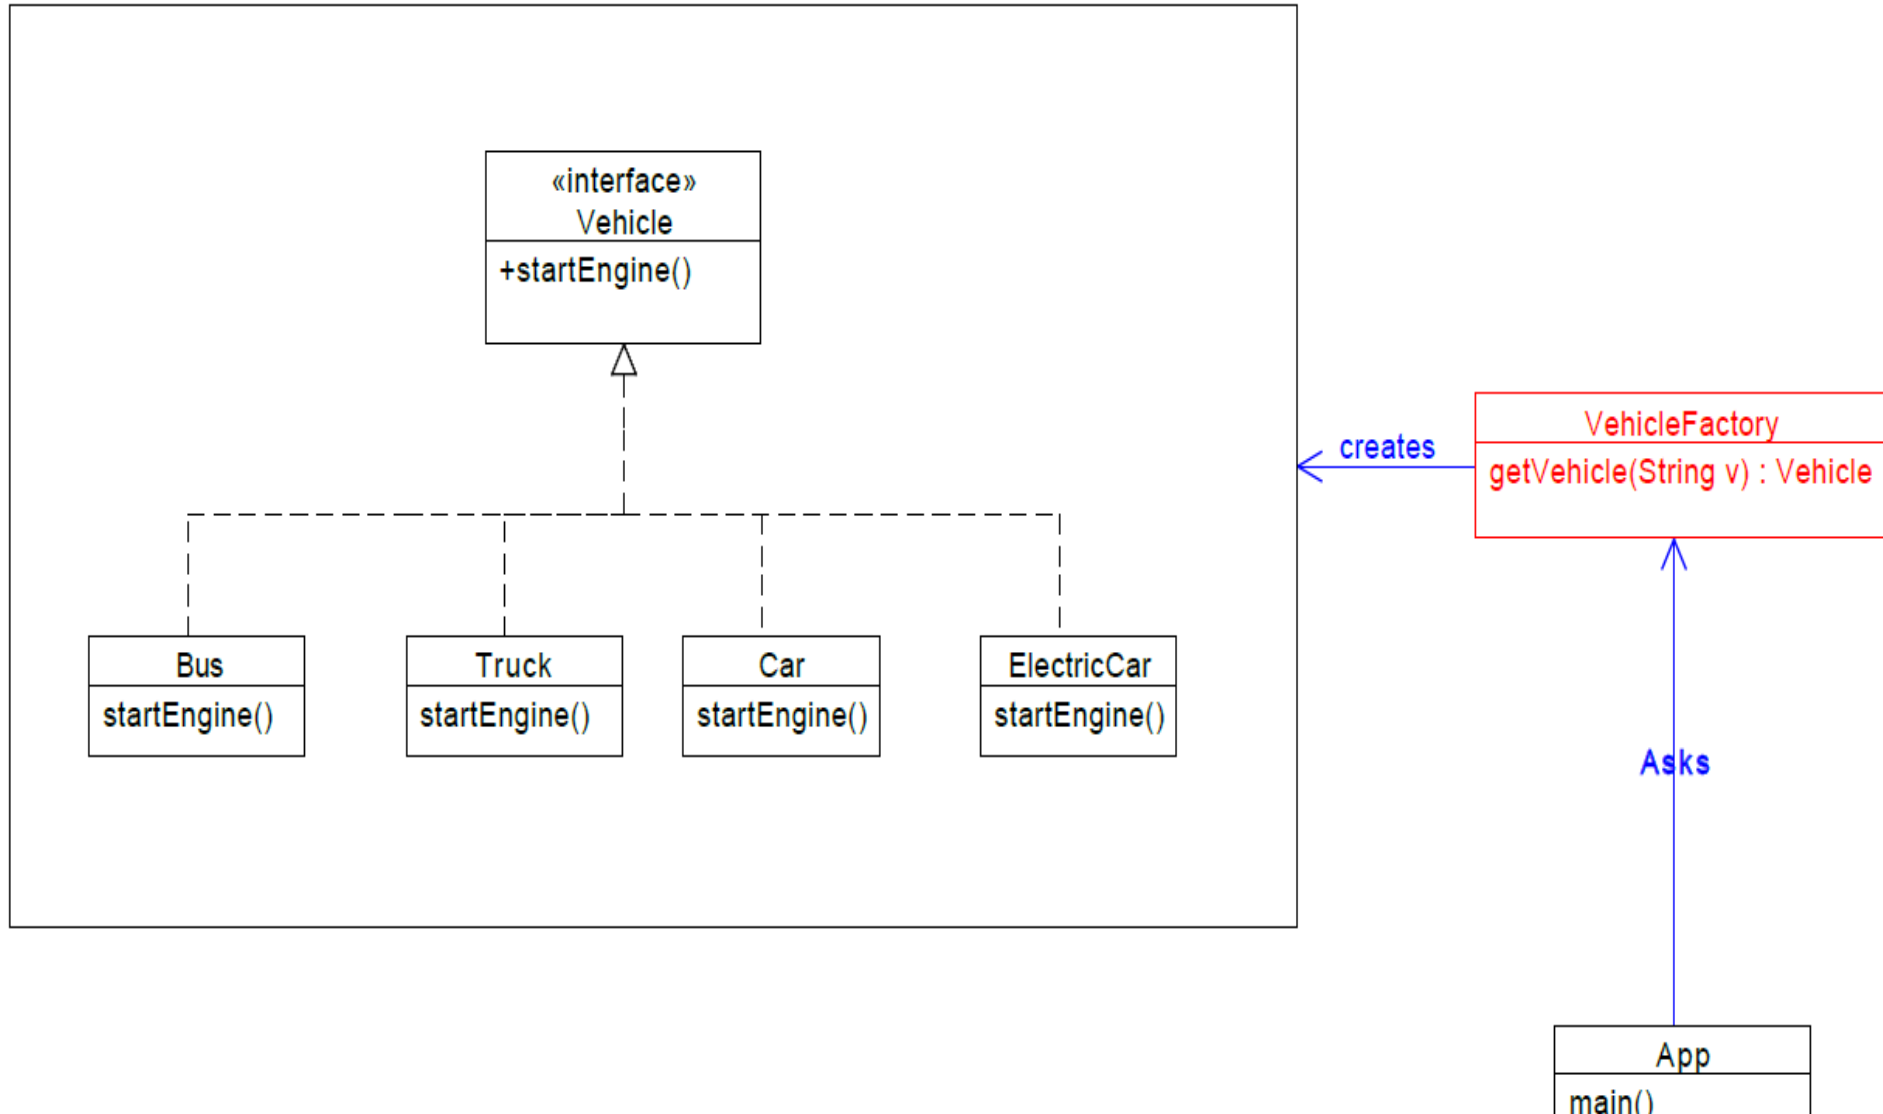 «interface»
Vehicle
+startEngine()
VehicleFactory
creates
getVehicle(String v) : Vehicle
Bus
startEngine()
Truck
startEngine()
Car
startEngine()
ElectricCar
startEngine()
Asks
App
main()